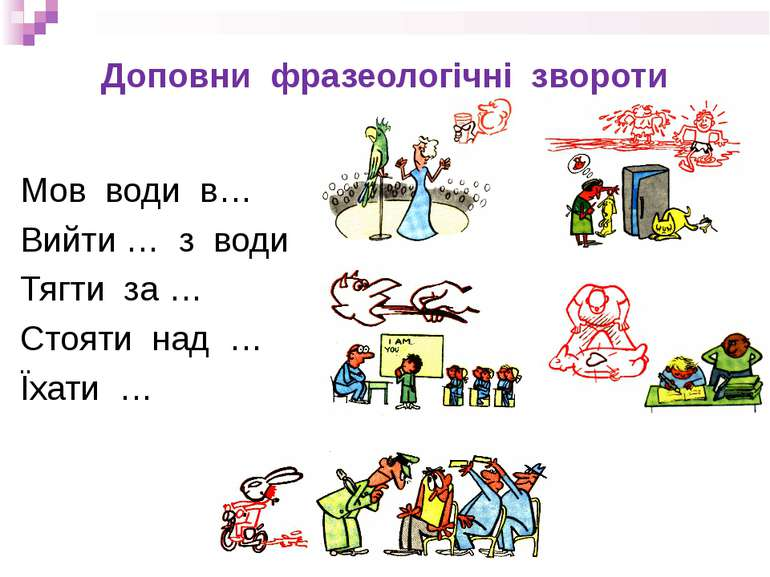 Доповни фразеологічні звороти
Мов води в…
Вийти … з води
Тягти за …
Стояти над …
Їхати …
I AM
YOU